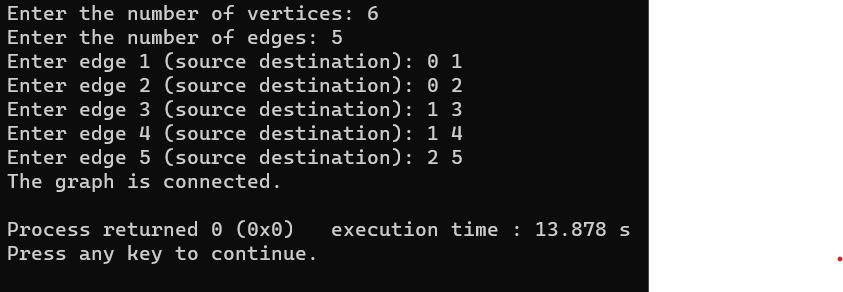 Enter the number of vertices: 6
Enter the number of edges: 5
Enter edge 1 (source destination): 0 1
Enter edge 2 (source destination): 0 2
Enter edge 3 (source destination): 1 3
Enter edge 4 (source destination): 1 4
Enter edge 5 (source destination): 2 5
The graph is connected.

Process returned 0 (0x0)   execution time : 13.878 s
Press any key to continue.